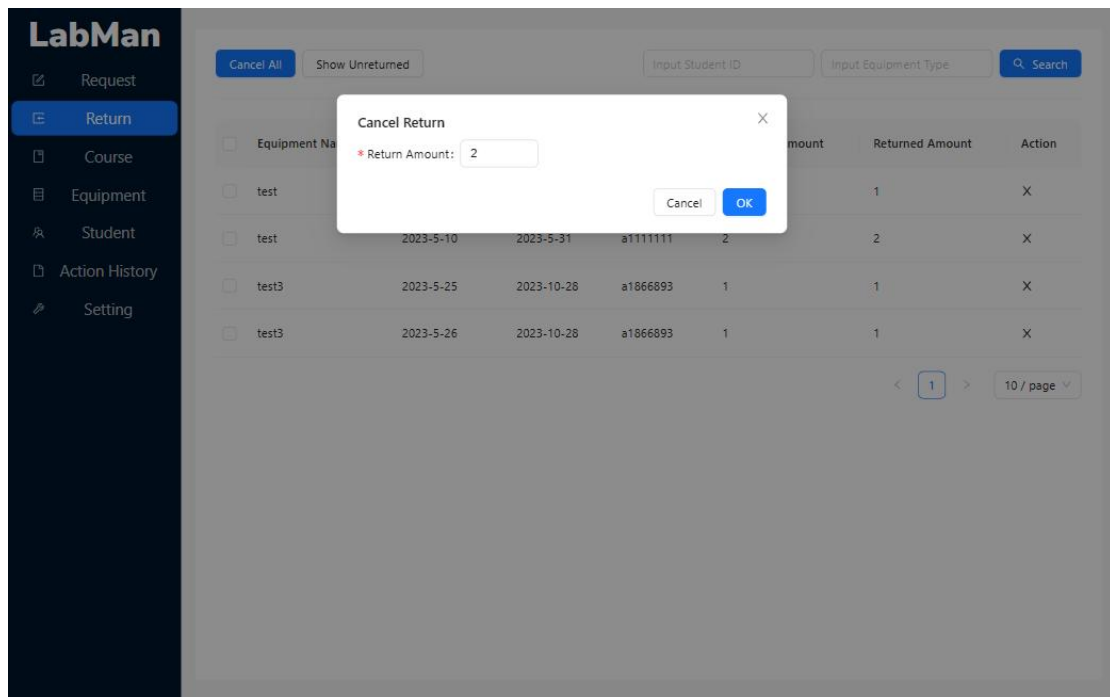 LabMan
Request
Return
Course
Equipment
Student
Action History
Setting
Cancel All Show Unreturned Input Student ID Input Equipment Type Search
Cancel Return
* Return Amount: 2
Cancel OK
Equipment Na mount Returned Amount Action
test 1 X
test 2023-5-10 2023-5-31 a1111111 2 2 X
test3 2023-5-25 2023-10-28 a1866893 1 1 X
test3 2023-5-26 2023-10-28 a1866893 1 1 X
< 1 > 10 / page